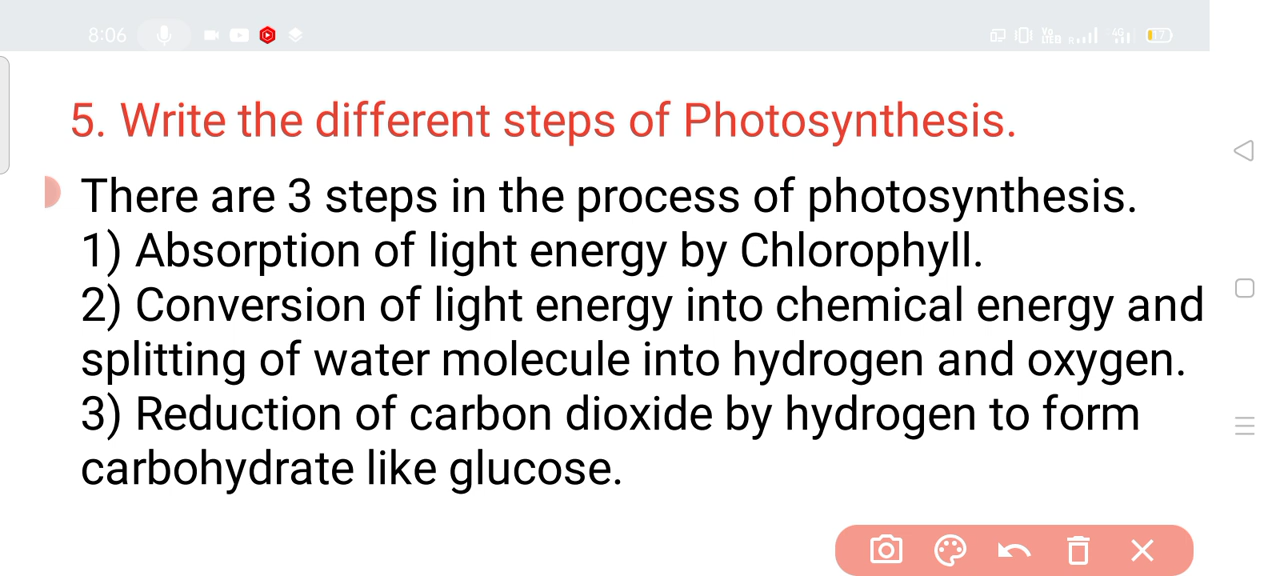 8:06
5. Write the different steps of Photosynthesis.
There are 3 steps in the process of photosynthesis.
1) Absorption of light energy by Chlorophyll.
2) Conversion of light energy into chemical energy and
splitting of water molecule into hydrogen and oxygen.
3) Reduction of carbon dioxide by hydrogen to form
carbohydrate like glucose.